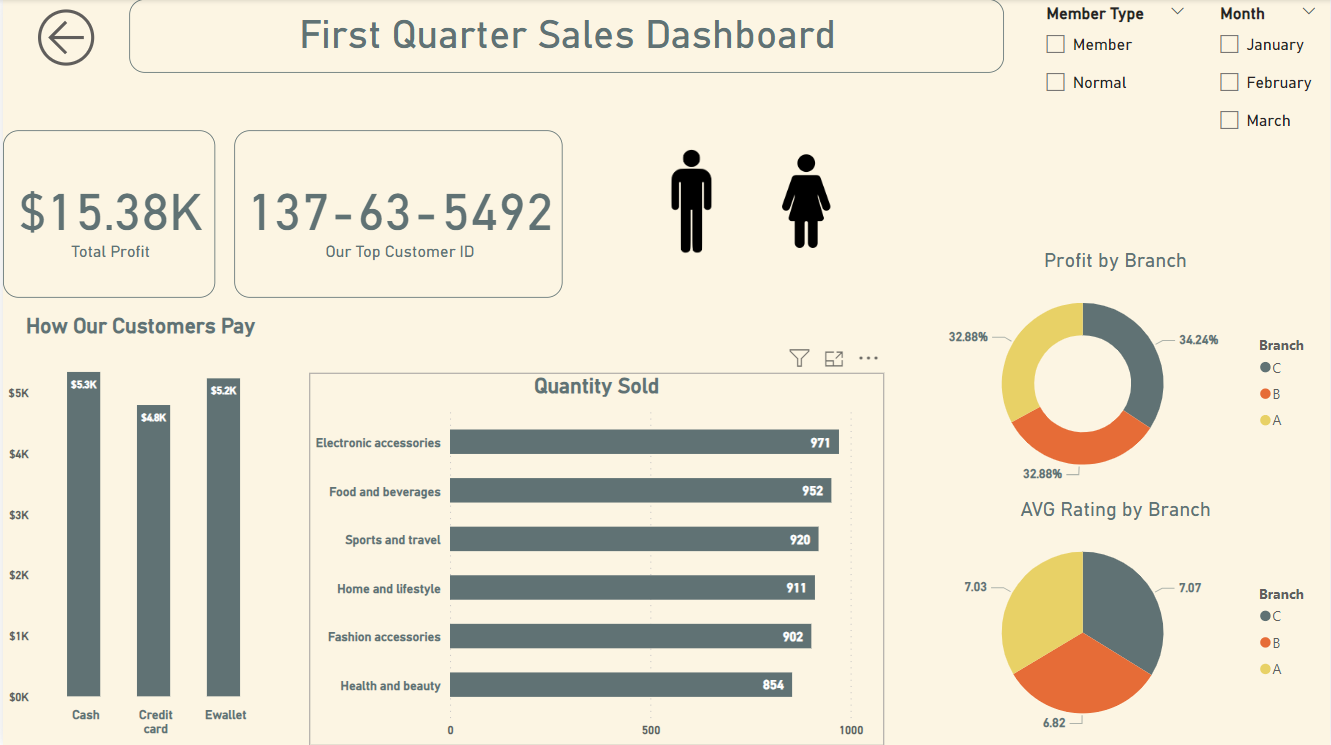 First Quarter Sales Dashboard
Member Type
Member
Normal
Month
January
February
March
$15.38K
Total Profit
137-63-5492
Our Top Customer ID
How Our Customers Pay
$5K
$4K
$3K
$2K
$1K
$0K
$5.3K
$4.8K
$5.2K
Cash
Credit
card
Ewallet
Quantity Sold
Electronic accessories 971
Food and beverages 952
Sports and travel 920
Home and lifestyle 911
Fashion accessories 902
Health and beauty 854
0 500 1000
Profit by Branch
32.88%
34.24%
32.88%
Branch
C
B
A
AVG Rating by Branch
7.03
7.07
6.82
Branch
C
B
A